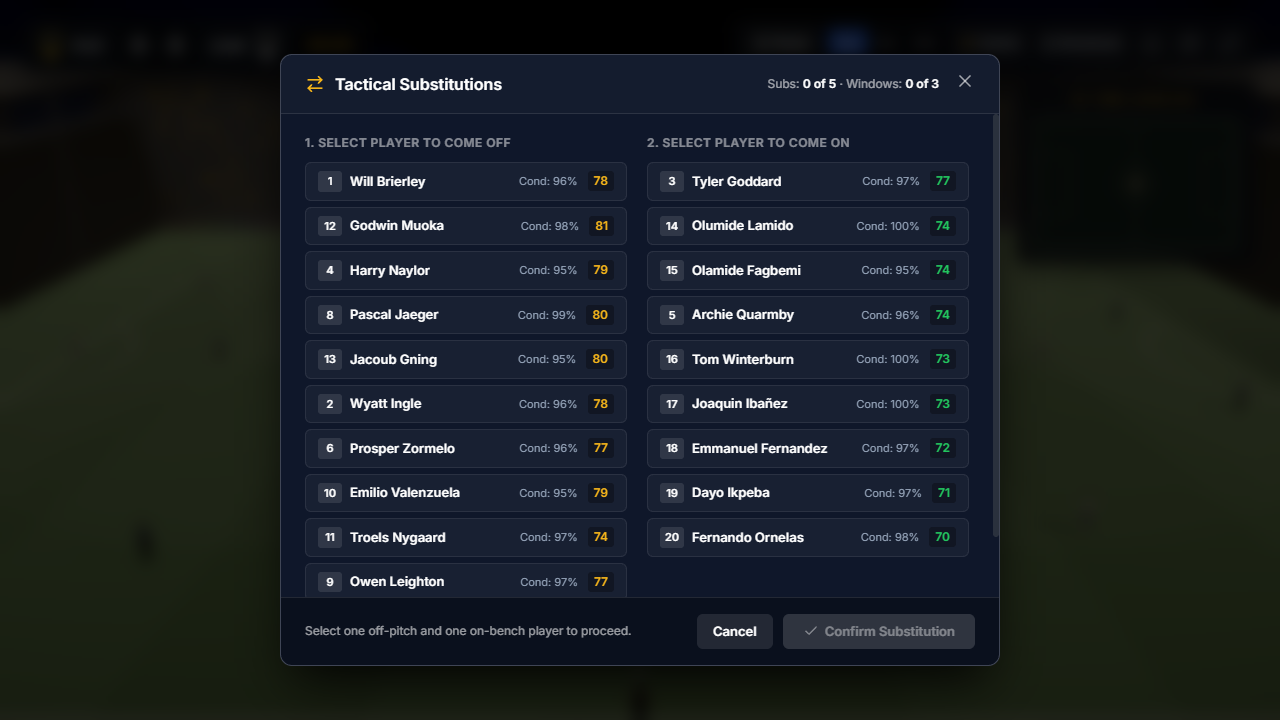 Tactical Substitutions
Subs: 0 of 5 · Windows: 0 of 3
1. SELECT PLAYER TO COME OFF
1 Will Brierley Cond: 96% 78
12 Godwin Muoka Cond: 98% 81
4 Harry Naylor Cond: 95% 79
8 Pascal Jaeger Cond: 99% 80
13 Jacoub Gning Cond: 95% 80
2 Wyatt Ingle Cond: 96% 78
6 Prosper Zormelo Cond: 96% 77
10 Emilio Valenzuela Cond: 95% 79
11 Troels Nygaard Cond: 97% 74
9 Owen Leighton Cond: 97% 77
2. SELECT PLAYER TO COME ON
3 Tyler Goddard Cond: 97% 77
14 Olumide Lamido Cond: 100% 74
15 Olamide Fagbemi Cond: 95% 74
5 Archie Quarmby Cond: 96% 74
16 Tom Winterburn Cond: 100% 73
17 Joaquin Ibañez Cond: 100% 73
18 Emmanuel Fernandez Cond: 97% 72
19 Dayo Ikpeba Cond: 97% 71
20 Fernando Ornelas Cond: 98% 70
Select one off-pitch and one on-bench player to proceed.
Cancel
Confirm Substitution